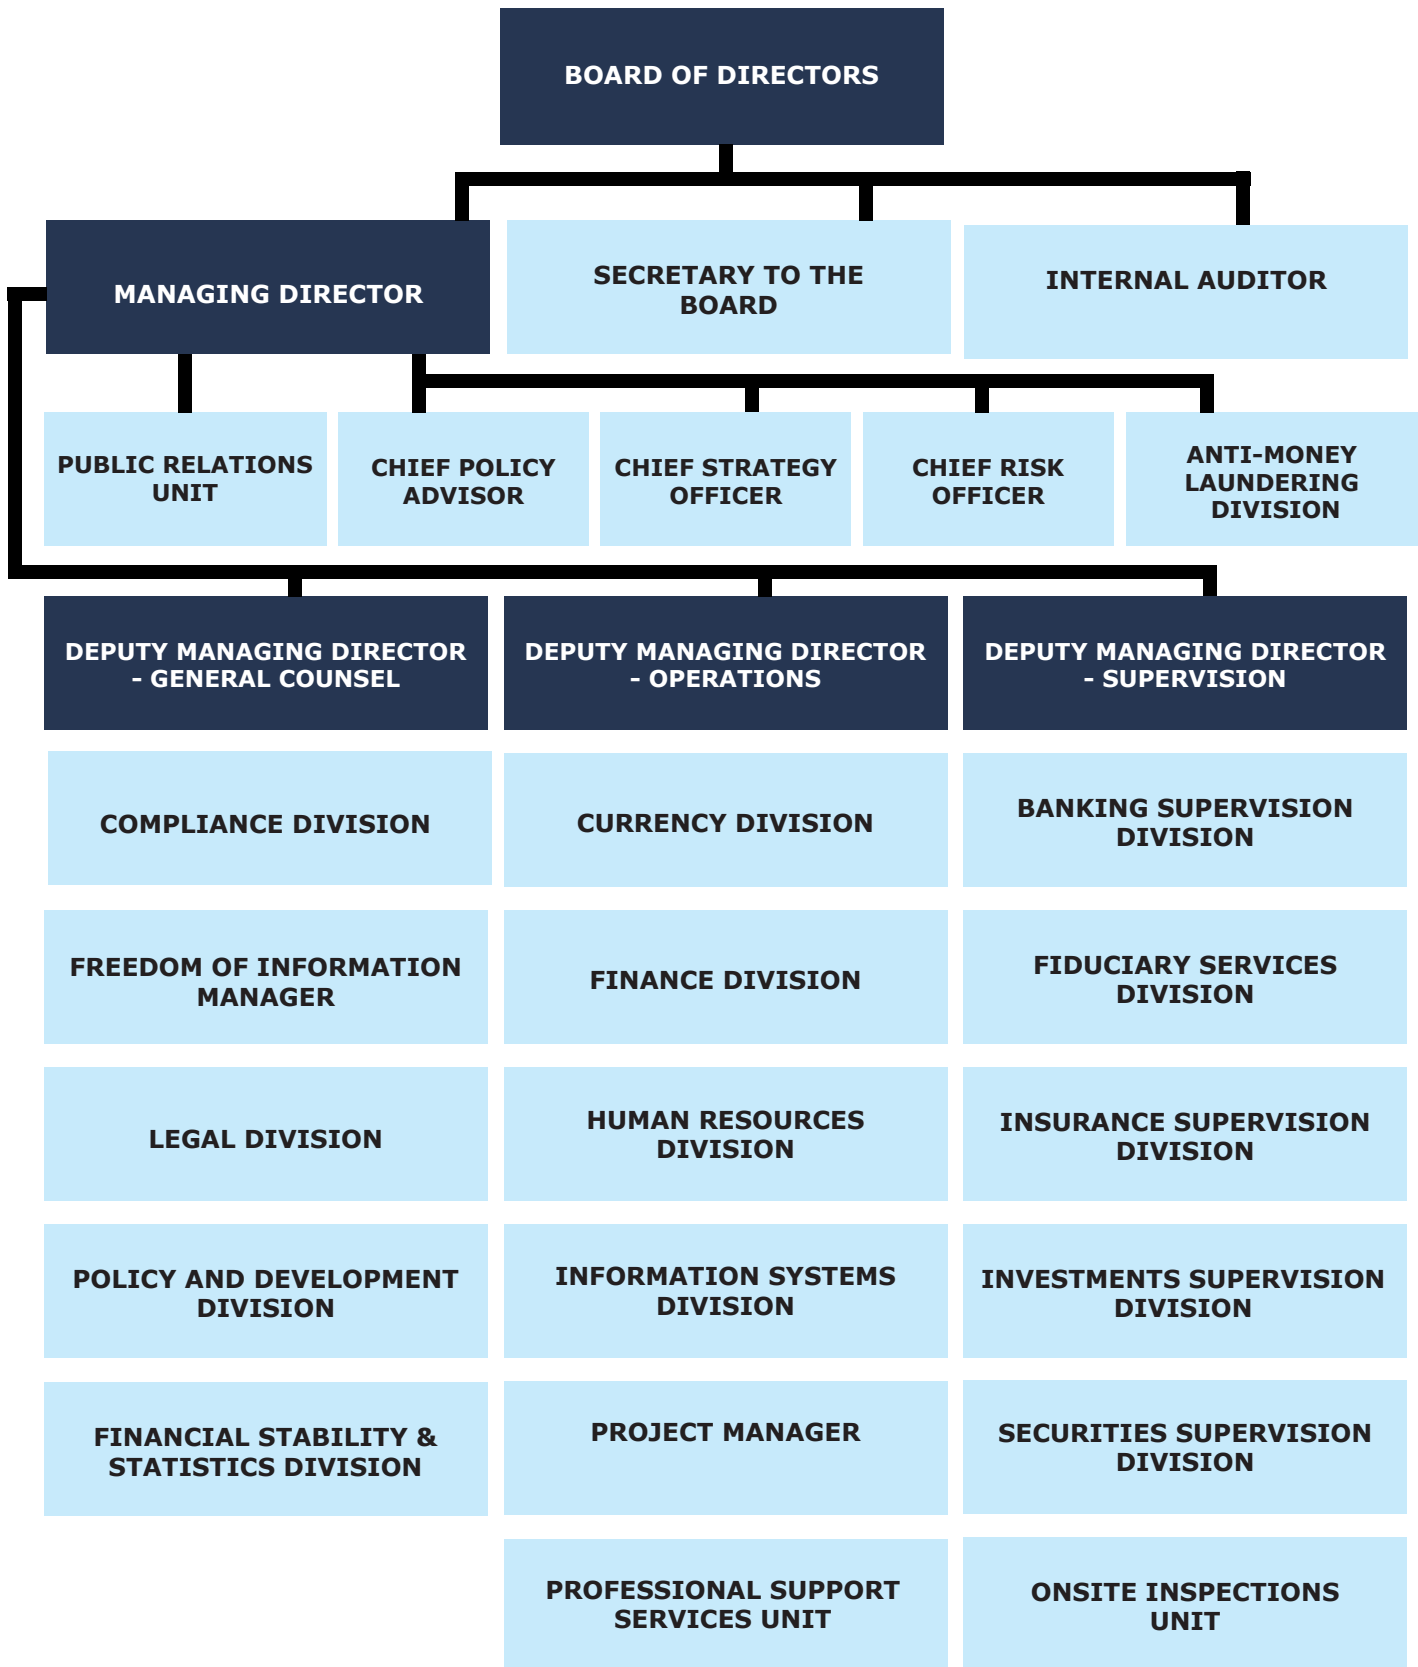 BOARD OF DIRECTORS
MANAGING DIRECTOR
SECRETARY TO THE
BOARD
INTERNAL AUDITOR
PUBLIC RELATIONS
UNIT
CHIEF POLICY
ADVISOR
CHIEF STRATEGY
OFFICER
CHIEF RISK
OFFICER
ANTI-MONEY
LAUNDERING
DIVISION
DEPUTY MANAGING DIRECTOR
– GENERAL COUNSEL
DEPUTY MANAGING DIRECTOR
- OPERATIONS
DEPUTY MANAGING DIRECTOR
– SUPERVISION
COMPLIANCE DIVISION
CURRENCY DIVISION
BANKING SUPERVISION
DIVISION
FREEDOM OF INFORMATION
MANAGER
FINANCE DIVISION
FIDUCIARY SERVICES
DIVISION
LEGAL DIVISION
HUMAN RESOURCES
DIVISION
INSURANCE SUPERVISION
DIVISION
POLICY AND DEVELOPMENT
DIVISION
INFORMATION SYSTEMS
DIVISION
INVESTMENTS SUPERVISION
DIVISION
FINANCIAL STABILITY &
STATISTICS DIVISION
PROJECT MANAGER
SECURITIES SUPERVISION
DIVISION
PROFESSIONAL SUPPORT
SERVICES UNIT
ONSITE INSPECTIONS
UNIT